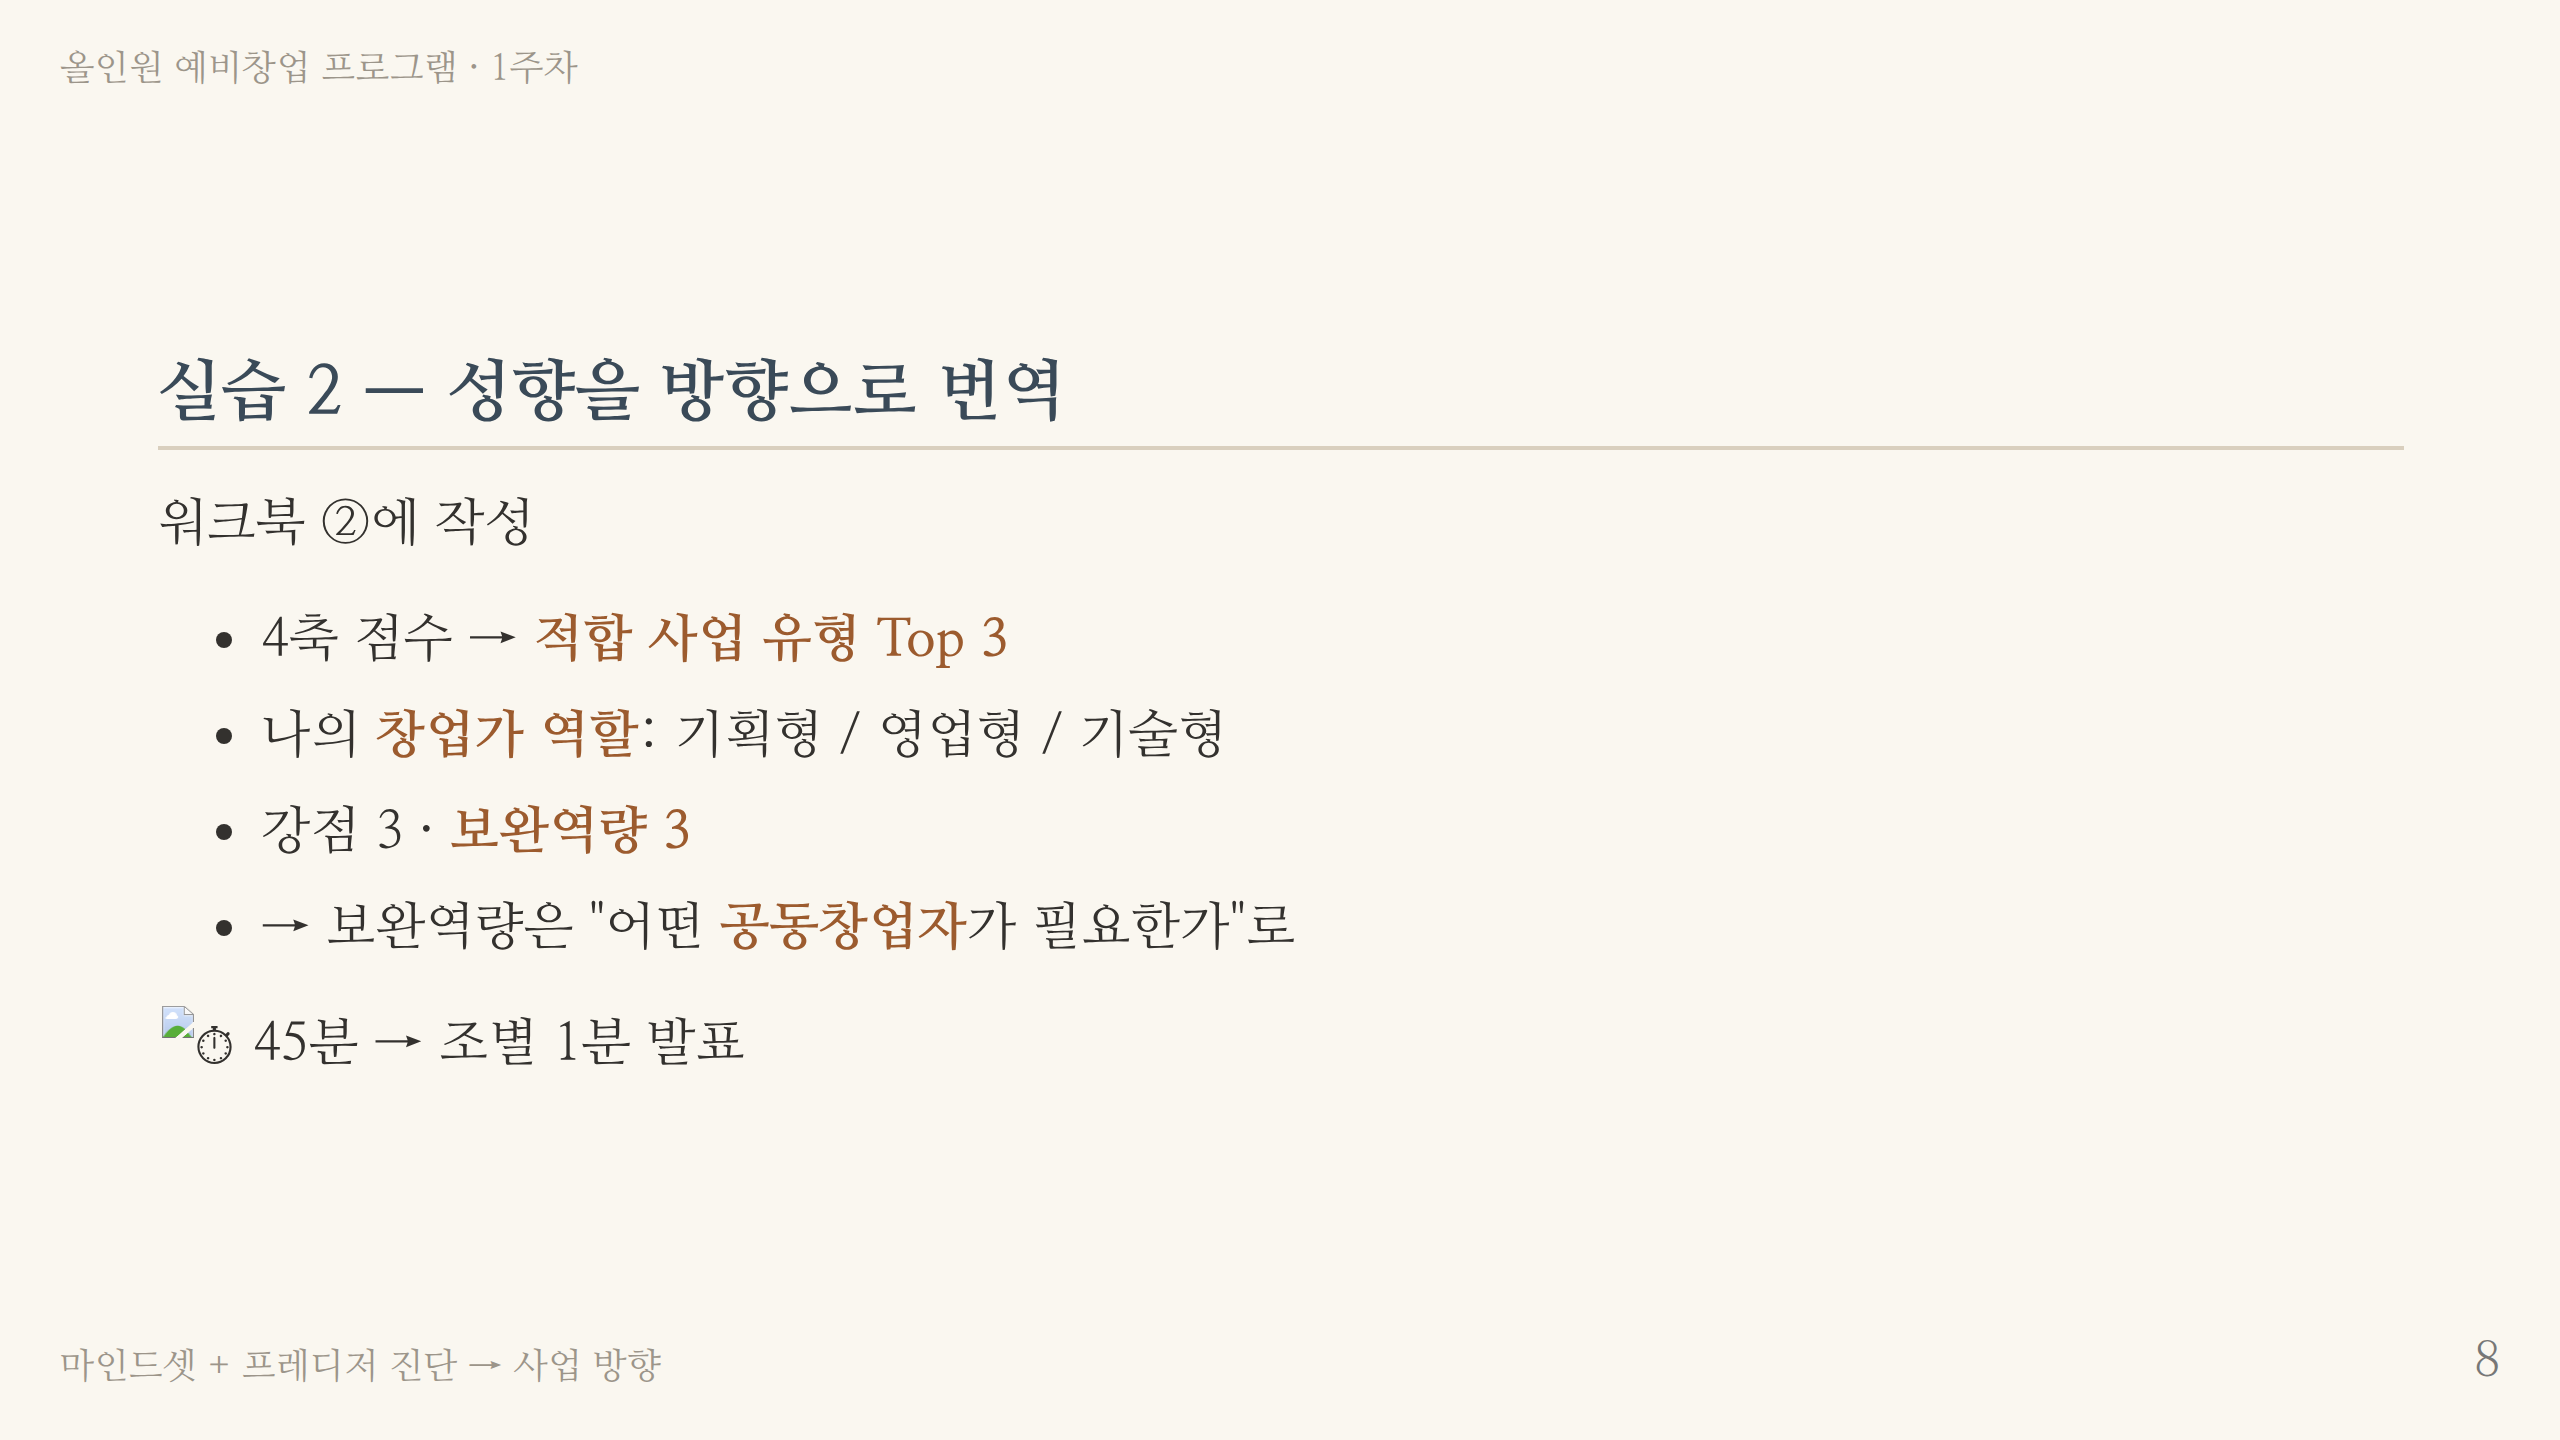 올인원 예비창업 프로그램 · 1주차
실습 2 — 성향을 방향으로 번역
워크북 ②에 작성
• 4축 점수 → 적합 사업 유형 Top 3
• 나의 창업가 역할: 기획형 / 영업형 / 기술형
• 강점 3 · 보완역량 3
• → 보완역량은 "어떤 공동창업자가 필요한가"로
⏱ 45분 → 조별 1분 발표
마인드셋 + 프레디저 진단 → 사업 방향
8